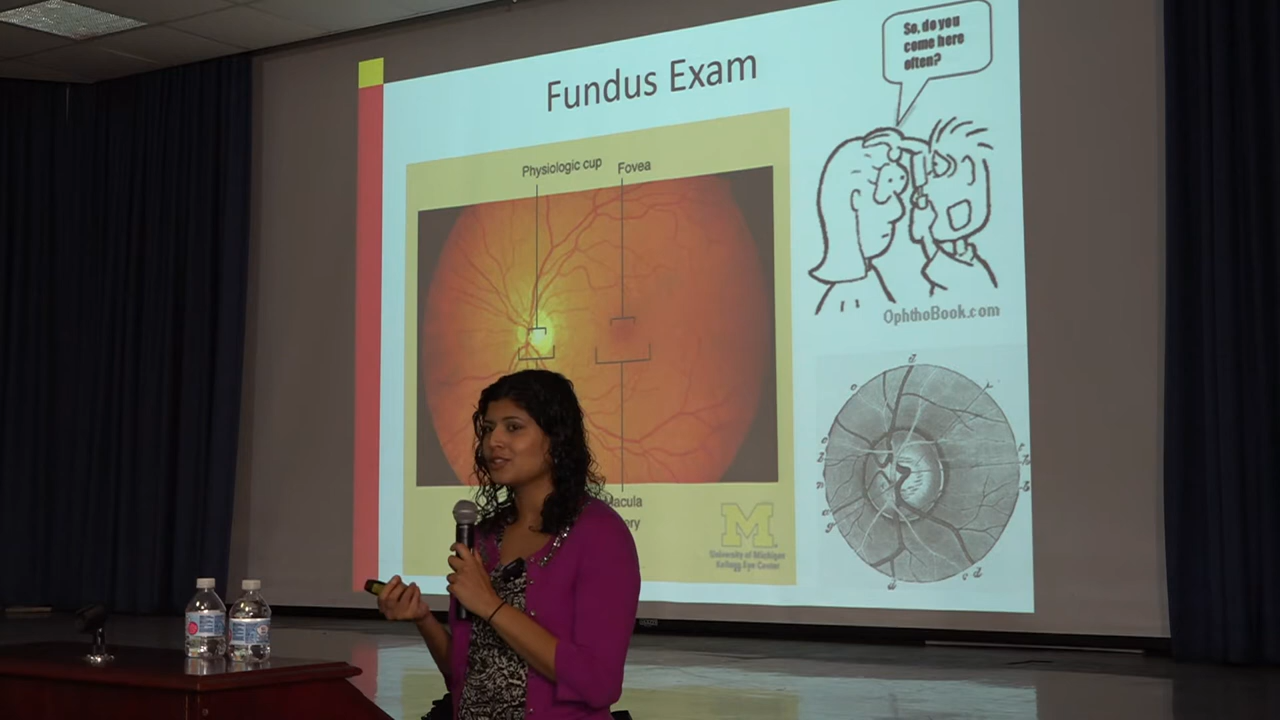 Fundus Exam
So, do you
come here
often?
Physiologic cup
Fovea
OphthoBook.com
Macula
M
University of Michigan
Kellogg Eye Center